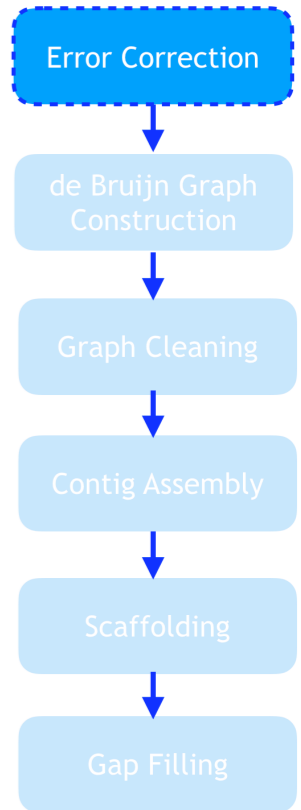 Error Correction
de Bruijn Graph
Construction
Graph Cleaning
Contig Assembly
Scaffolding
Gap Filling